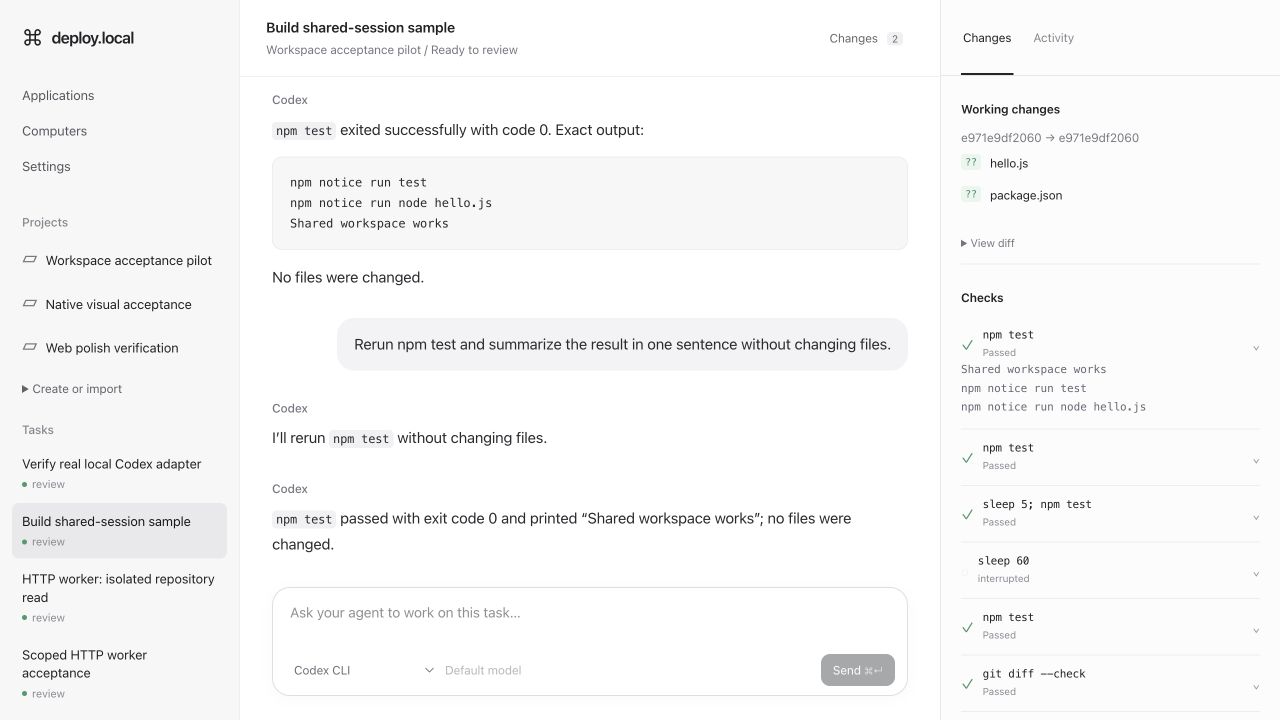 deploy.local
Applications
Computers
Settings
Projects
Workspace acceptance pilot
Native visual acceptance
Web polish verification
Create or import
Tasks
Verify real local Codex adapter
review
Build shared-session sample
review
HTTP worker: isolated repository
read
review
Scoped HTTP worker
acceptance
review
Build shared-session sample
Workspace acceptance pilot / Ready to review
Changes 2
Codex
npm test exited successfully with code 0. Exact output:
npm notice run test
npm notice run node hello.js
Shared workspace works
No files were changed.
Rerun npm test and summarize the result in one sentence without changing files.
Codex
I’ll rerun npm test without changing files.
Codex
npm test passed with exit code 0 and printed “Shared workspace works”; no files were
changed.
Ask your agent to work on this task...
Codex CLI
Default model
Send ⌘↵
Changes
Activity
Working changes
e971e9df2060 → e971e9df2060
?? hello.js
?? package.json
View diff
Checks
npm test
Passed
Shared workspace works
npm notice run test
npm notice run node hello.js
npm test
Passed
sleep 5; npm test
Passed
sleep 60
interrupted
npm test
Passed
git diff --check
Passed